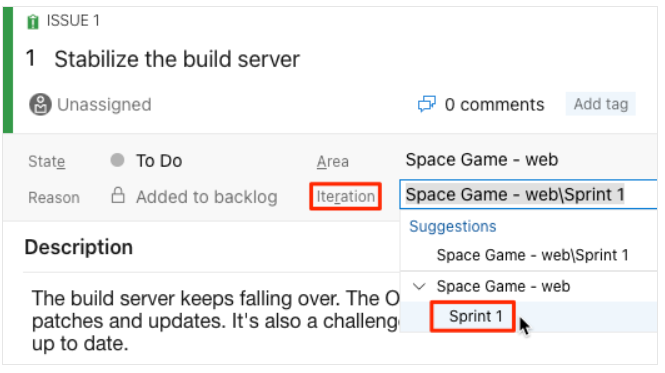 ISSUE 1
1 Stabilize the build server
Unassigned 0 comments Add tag
State To Do Area Space Game - web
Reason Added to backlog Iteration Space Game - web\Sprint 1
Suggestions
Space Game - web\Sprint 1
Space Game - web
Sprint 1
Description
The build server keeps falling over. The O
patches and updates. It's also a challeng
up to date.